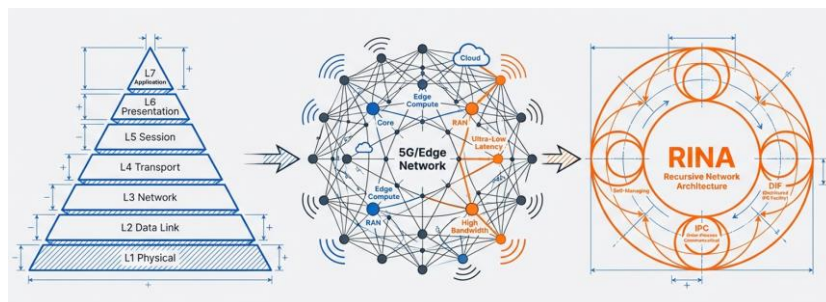 L7
Application
L6
Presentation
L5 Session
L4 Transport
L3 Network
L2 Data Link
L1 Physical
Cloud
Edge
Compute
Core
RAN
Ultra-Low
Latency
5G/Edge
Network
Edge
Compute
RAN
High
Bandwidth
RINA
Recursive Network
Architecture
Self-Managing
DIF
(Distributed
IPC Facility)
IPC